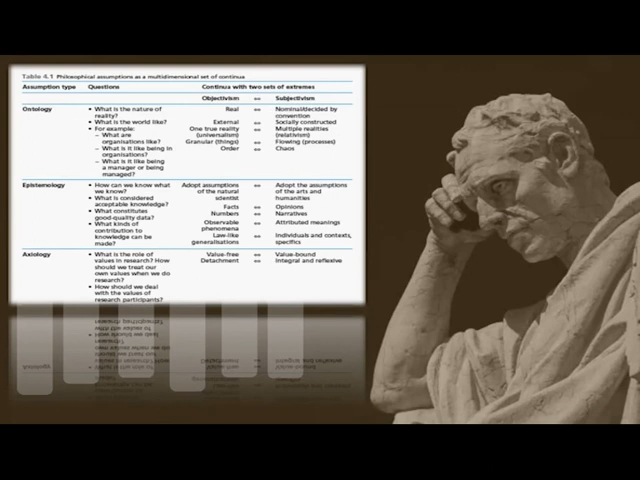 Table 4.1 Philosophical assumptions as a multidimensional set of continua
Assumption type Questions Continua with two sets of extremes
Objectivism ⇔ Subjectivism
Ontology • What is the nature of reality? Real ⇔ Nominal/decided by convention
• What is the world like? External ⇔ Socially constructed
• For example: One true reality (universalism) ⇔ Multiple realities (relativism)
– What are organisations like? Granular (things) ⇔ Flowing (processes)
– What is it like being in organisations? Order ⇔ Chaos
– What is it like being a manager or being managed?
Epistemology • How can we know what we know? Adopt assumptions of the natural scientist ⇔ Adopt the assumptions of the arts and humanities
• What is considered acceptable knowledge? Facts ⇔ Opinions
• What constitutes good-quality data? Numbers ⇔ Narratives
• What kinds of contribution to knowledge can be made? Observable phenomena ⇔ Attributed meanings
Law-like generalisations ⇔ Individuals and contexts, specifics
Axiology • What is the role of values in research? How should we treat our own values when we do research? Value-free ⇔ Value-bound
Detachment ⇔ Integral and reflexive
• How should we deal with the values of research participants?